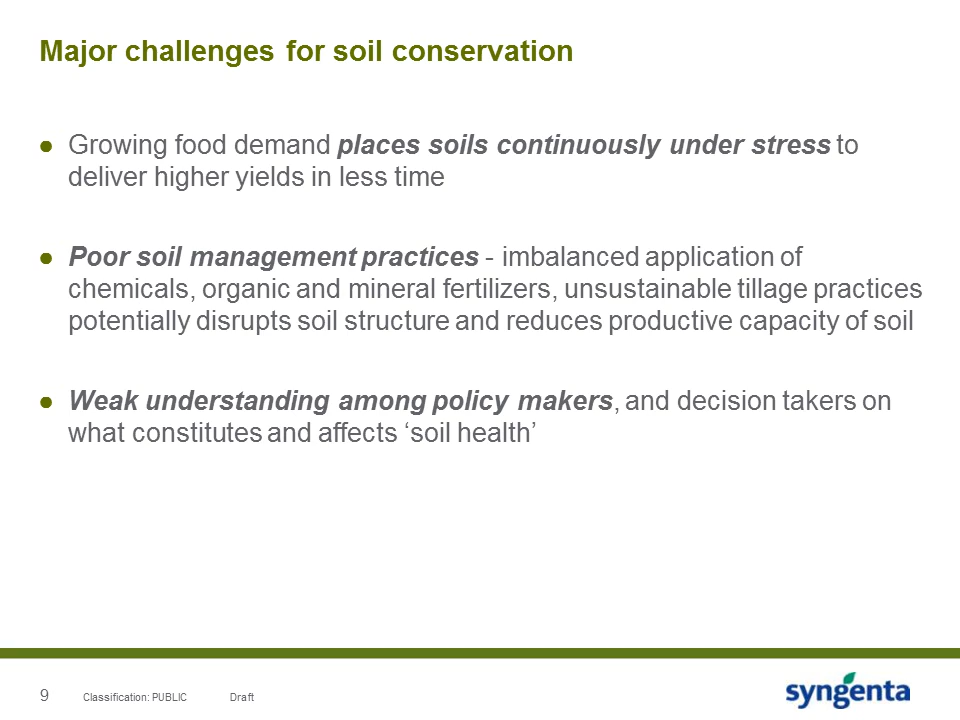 Major challenges for soil conservation
● Growing food demand places soils continuously under stress to
deliver higher yields in less time
● Poor soil management practices - imbalanced application of
chemicals, organic and mineral fertilizers, unsustainable tillage practices
potentially disrupts soil structure and reduces productive capacity of soil
● Weak understanding among policy makers, and decision takers on
what constitutes and affects ‘soil health’
9 Classification: PUBLIC Draft
syngenta